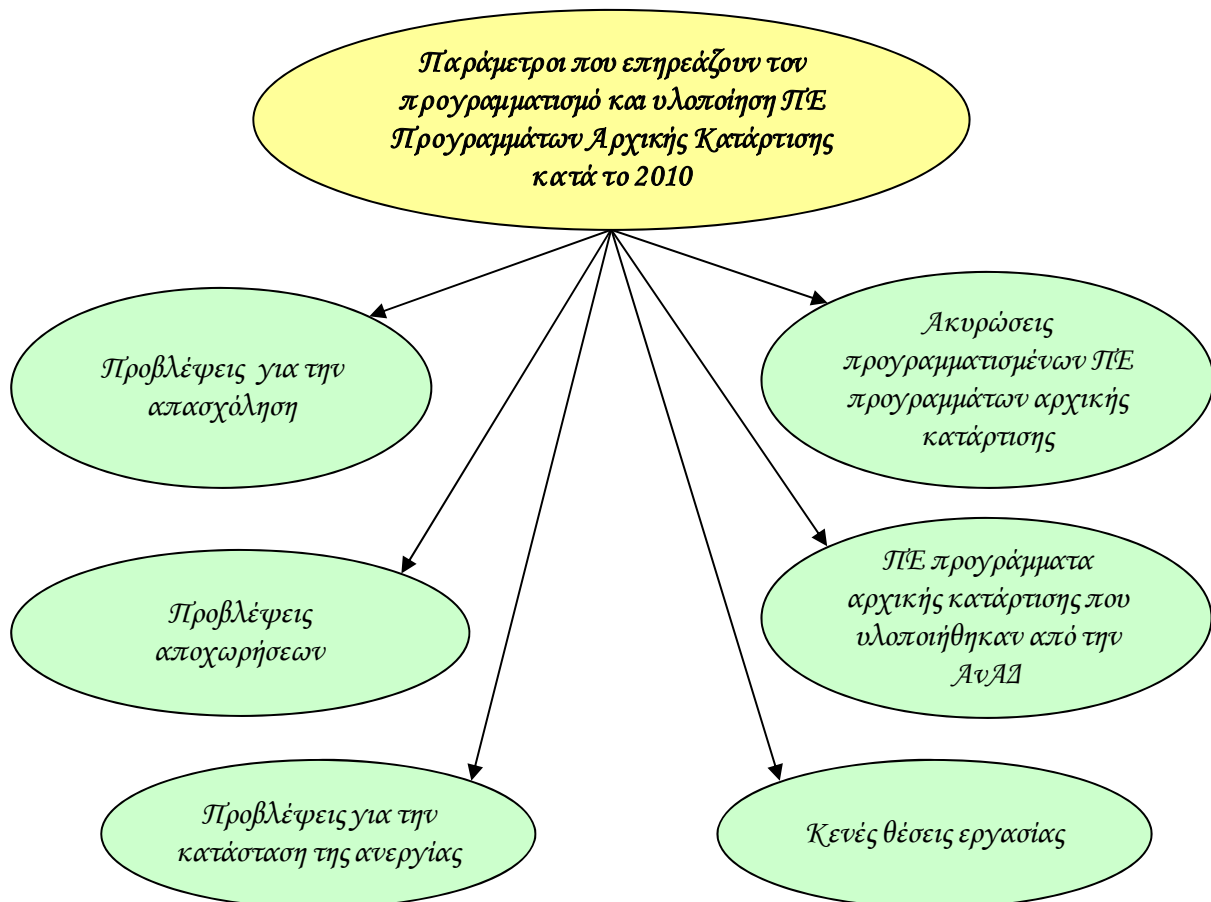 Παράμετροι που επηρεάζουν τον
προγραμματισμό και υλοποίηση ΠΕ
Προγραμμάτων Αρχικής Κατάρτισης
κατά το 2010
Προβλέψεις για την
απασχόληση
Ακυρώσεις
προγραμματισμένων ΠΕ
προγραμμάτων αρχικής
κατάρτισης
Προβλέψεις
αποχωρήσεων
ΠΕ προγράμματα
αρχικής κατάρτισης που
υλοποιήθηκαν από την
ΑνΑΔ
Προβλέψεις για την
κατάσταση της ανεργίας
Κενές θέσεις εργασίας